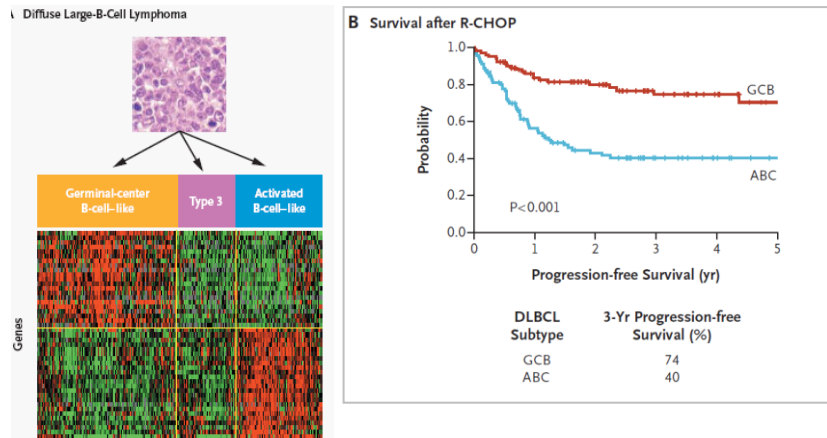 A Diffuse Large-B-Cell Lymphoma
Germinal-center
B-cell–like
Type 3
Activated
B-cell–like
Genes
B Survival after R-CHOP
Probability
1.0
0.8
0.6
0.4
0.2
0.0
GCB
ABC
P<0.001
0 1 2 3 4 5
Progression-free Survival (yr)
DLBCL 3-Yr Progression-free
Subtype Survival (%)
GCB 74
ABC 40